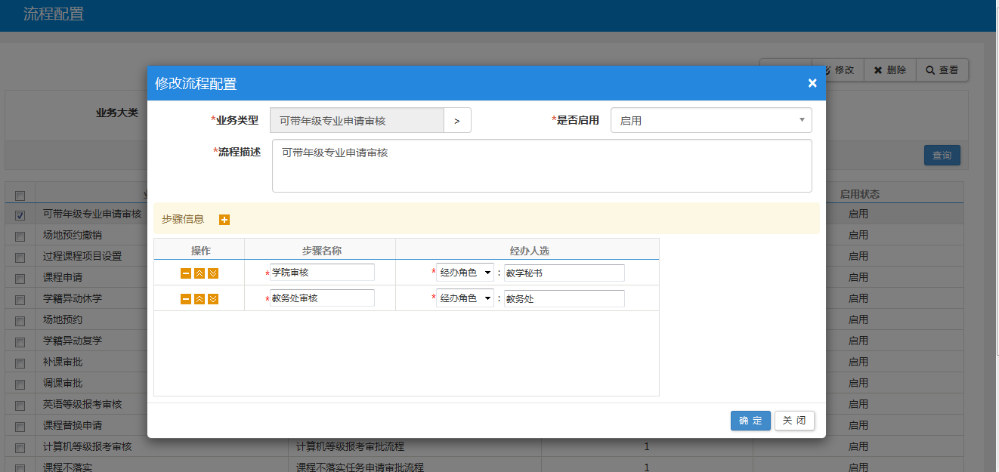 流程配置
修改
删除
查看
修改流程配置
业务大类
*业务类型
可带年级专业申请审核
>
*是否启用
启用
*流程描述
可带年级专业申请审核
查询
步骤信息
操作
步骤名称
经办人选
*学院审核
*经办角色
:
教学秘书
*教务处审核
*经办角色
:
教务处
确 定
关 闭
启用状态
可带年级专业申请审核
启用
场地预约撤销
启用
过程课程项目设置
启用
课程申请
启用
学籍异动休学
启用
场地预约
启用
学籍异动复学
启用
补课审批
启用
调课审批
启用
英语等级报考审核
启用
课程替换申请
启用
计算机等级报考审核
计算机等级报考审批流程
1
启用
课程不落实
课程不落实任务申请审批流程
1
启用